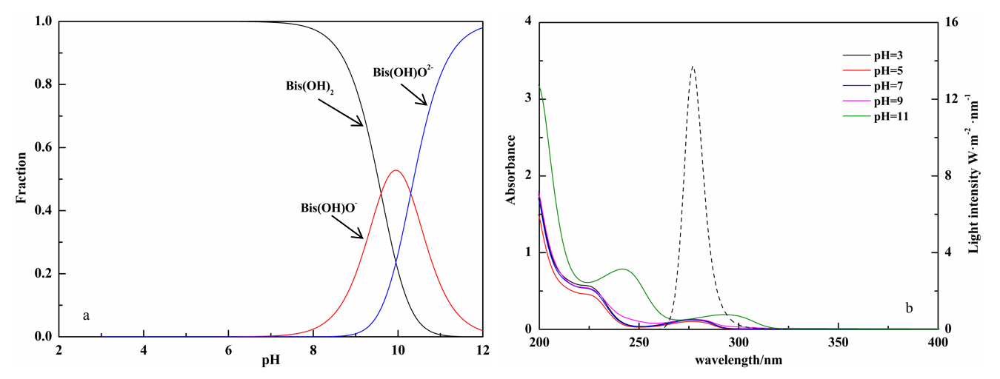 1.0
0.8
0.6
0.4
0.2
0.0
Fraction
2 4 6 8 10 12
pH
Bis(OH)₂
Bis(OH)O²⁻
Bis(OH)O⁻
a
4
3
2
1
0
Absorbance
200 250 300 350 400
wavelength/nm
16
12
8
4
0
Light intensity W·m⁻²·nm⁻¹
pH=3
pH=5
pH=7
pH=9
pH=11
b